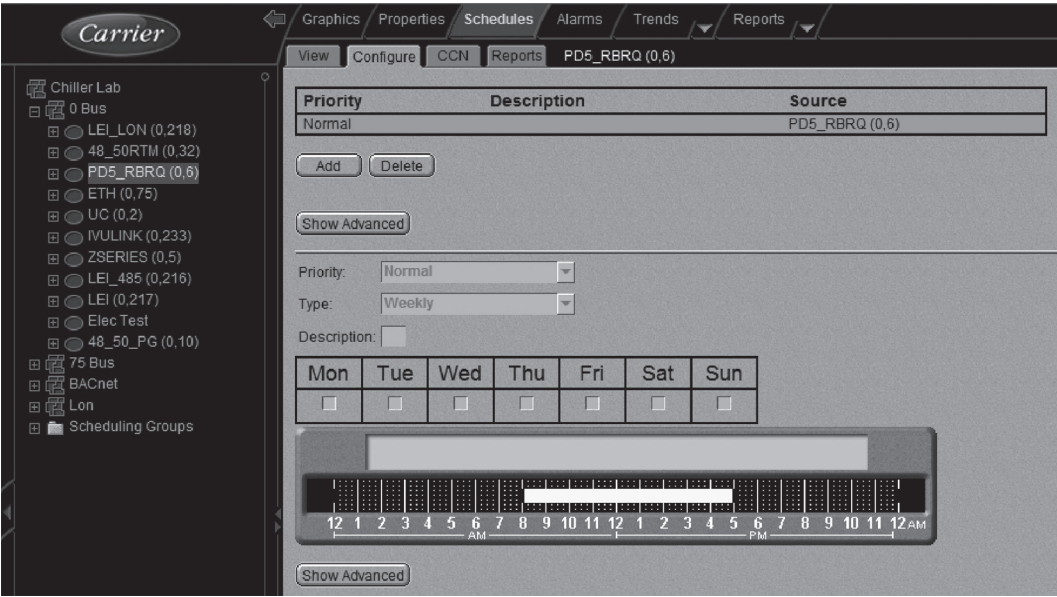 Carrier
Graphics Properties Schedules Alarms Trends Reports
View Configure CCN Reports PD5_RBRQ (0,6)
Chiller Lab
0 Bus
LEI_LON (0,218)
48_50RTM (0,32)
PD5_RBRQ (0,6)
ETH (0,75)
UC (0,2)
IVULINK (0,233)
ZSERIES (0,5)
LEI_485 (0,216)
LEI (0,217)
Elec Test
48_50_PG (0,10)
75 Bus
BACnet
Lon
Scheduling Groups
Priority Description Source
Normal PD5_RBRQ (0,6)
Add Delete
Show Advanced
Priority: Normal
Type: Weekly
Description:
Mon Tue Wed Thu Fri Sat Sun
12 1 2 3 4 5 6 7 8 9 10 11 12 1 2 3 4 5 6 7 8 9 10 11 12 AM
AM PM
Show Advanced